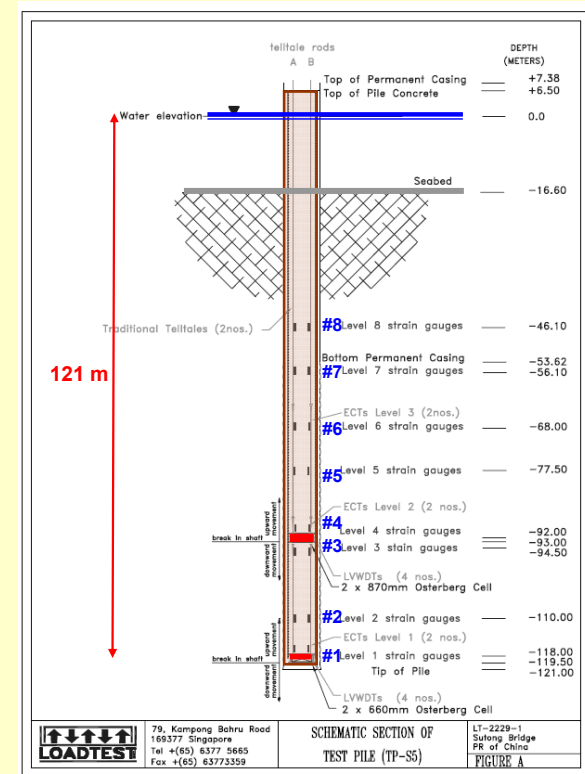 telltale rods
A B
DEPTH
(METERS)
Top of Permanent Casing +7.38
Top of Pile Concrete +6.50
Water elevation 0.0
Seabed -16.60
Traditional Telltales (2nos.)
#8 Level 8 strain gauges -46.10
Bottom Permanent Casing -53.62
#7 Level 7 strain gauges -56.10
121 m
ECTs Level 3 (2nos.)
#6 Level 6 strain gauges -68.00
#5 Level 5 strain gauges -77.50
ECTs Level 2 (2 nos.)
upward movement
#4 Level 4 strain gauges -92.00
break in shaft -93.00
#3 Level 3 stain gauges -94.50
downward movement
LVWDTs (4 nos.)
2 x 870mm Osterberg Cell
#2 Level 2 strain gauges -110.00
ECTs Level 1 (2 nos.)
upward movement
#1 Level 1 strain gauges -118.00
break in shaft -119.50
Tip of Pile -121.00
downward movement
LVWDTs (4 nos.)
2 x 660mm Osterberg Cell
LOADTEST
79, Kampong Bahru Road
169377 Singapore
Tel +(65) 6377 5665
Fax +(65) 63773359
SCHEMATIC SECTION OF
TEST PILE (TP-S5)
LT-2229-1
Sutong Bridge
PR of China
FIGURE A